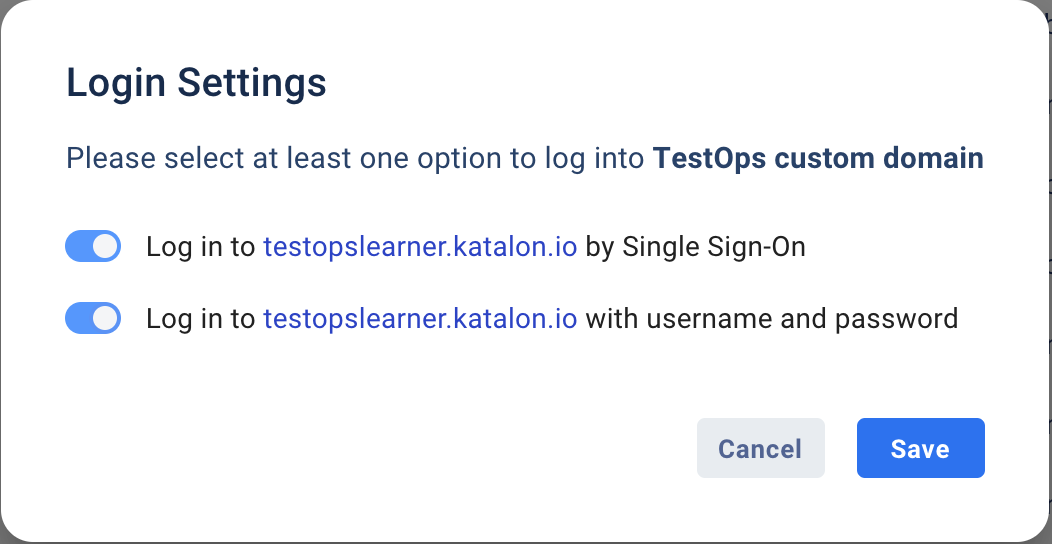 Login Settings
Please select at least one option to log into TestOps custom domain
Log in to testopslearner.katalon.io by Single Sign-On
Log in to testopslearner.katalon.io with username and password
Cancel
Save